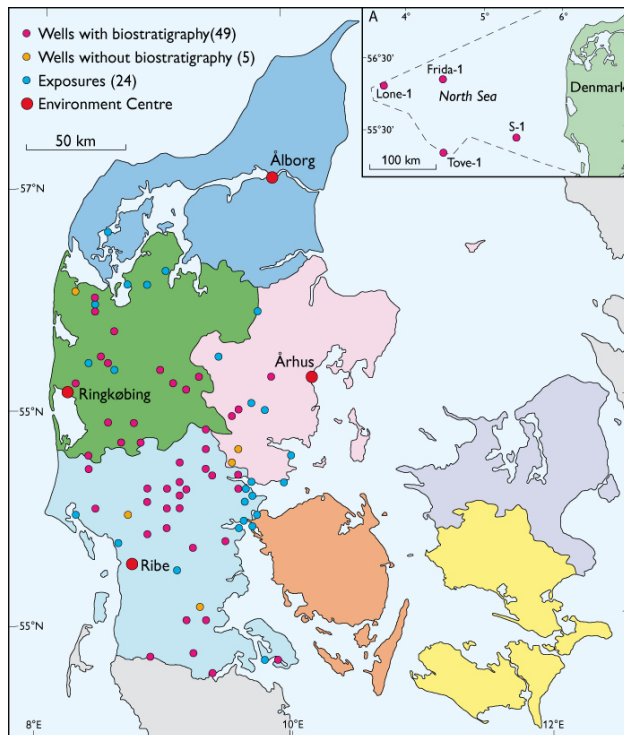 Wells with biostratigraphy(49)
Wells without biostratigraphy (5)
Exposures (24)
Environment Centre
50 km
57°N
55°N
55°N
8°E
10°E
12°E
Ålborg
Århus
Ringkøbing
Ribe
A
4°
5°
6°
56°30'
55°30'
Frida-1
Lone-1
North Sea
Denmark
S-1
Tove-1
100 km